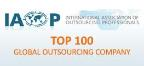 IAOP
INTERNATIONAL ASSOCIATION OF
OUTSOURCING PROFESSIONALS
TOP 100
GLOBAL OUTSOURCING COMPANY